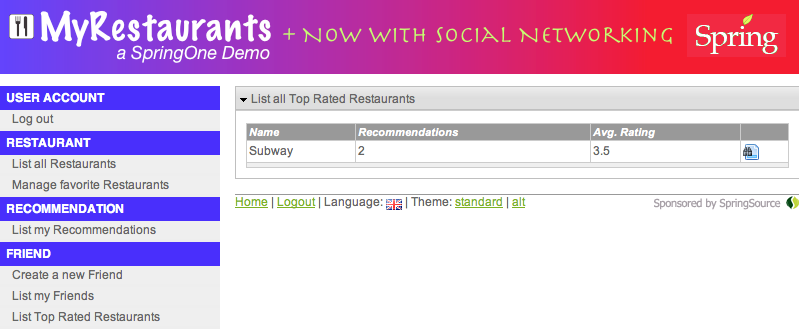 MyRestaurants + NOW WITH SOCIAL NETWORKING Spring
a SpringOne Demo
USER ACCOUNT
Log out
RESTAURANT
List all Restaurants
Manage favorite Restaurants
RECOMMENDATION
List my Recommendations
FRIEND
Create a new Friend
List my Friends
List Top Rated Restaurants
List all Top Rated Restaurants
Name Recommendations Avg. Rating
Subway 2 3.5
Home | Logout | Language: | Theme: standard | alt Sponsored by SpringSource